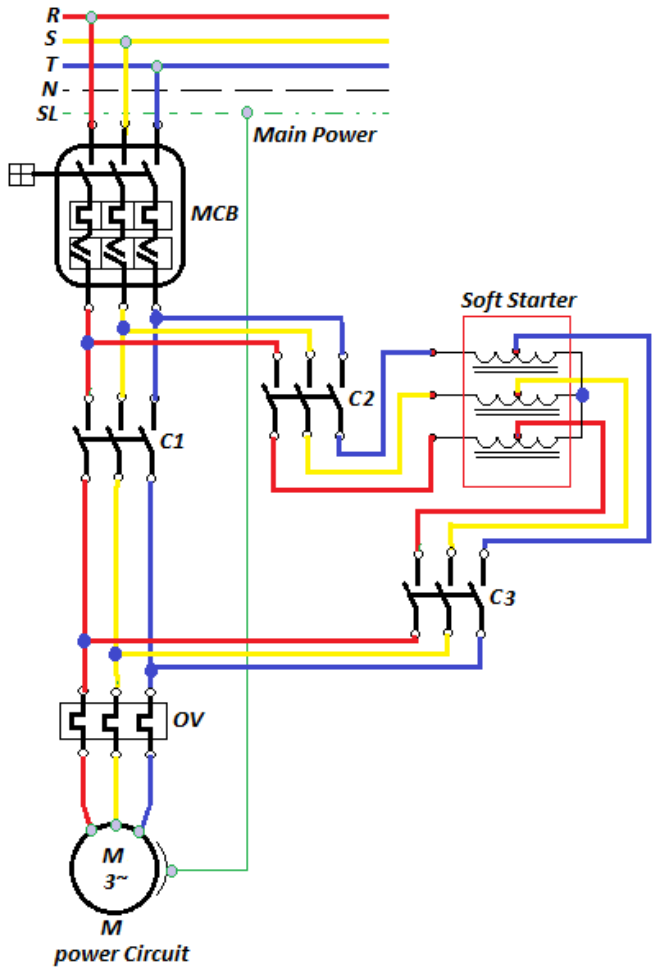 R
S
T
N
SL
Main Power
MCB
Soft Starter
C2
C1
C3
OV
M
3~
M
power Circuit